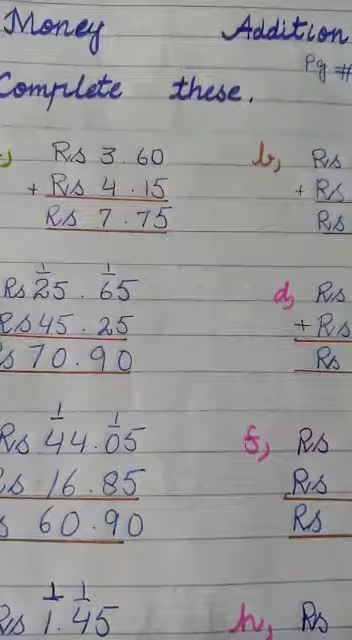 Money Addition
Pg #
Complete these.
Rs 3.60 b, Rs
+ Rs 4.15 + Rs
Rs 7.75 Rs
1 1
Rs 25.65 d, Rs
Rs 45.25 + Rs
s 70.90 Rs
1 1
Rs 44.05 f, Rs
Rs 16.85 Rs
s 60.90 Rs
1 1
Rs 1.45 h, Rs